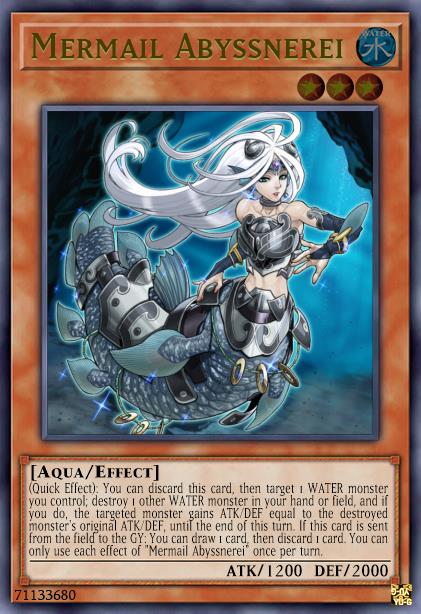 MERMAIL ABYSSNEREI
WATER
水
[AQUA/EFFECT]
(Quick Effect): You can discard this card, then target 1 WATER monster
you control; destroy 1 other WATER monster in your hand or field, and if
you do, the targeted monster gains ATK/DEF equal to the destroyed
monster's original ATK/DEF, until the end of this turn. If this card is sent
from the field to the GY: You can draw 1 card, then discard 1 card. You can
only use each effect of "Mermail Abyssnerei" once per turn.
ATK/1200 DEF/2000
71133680